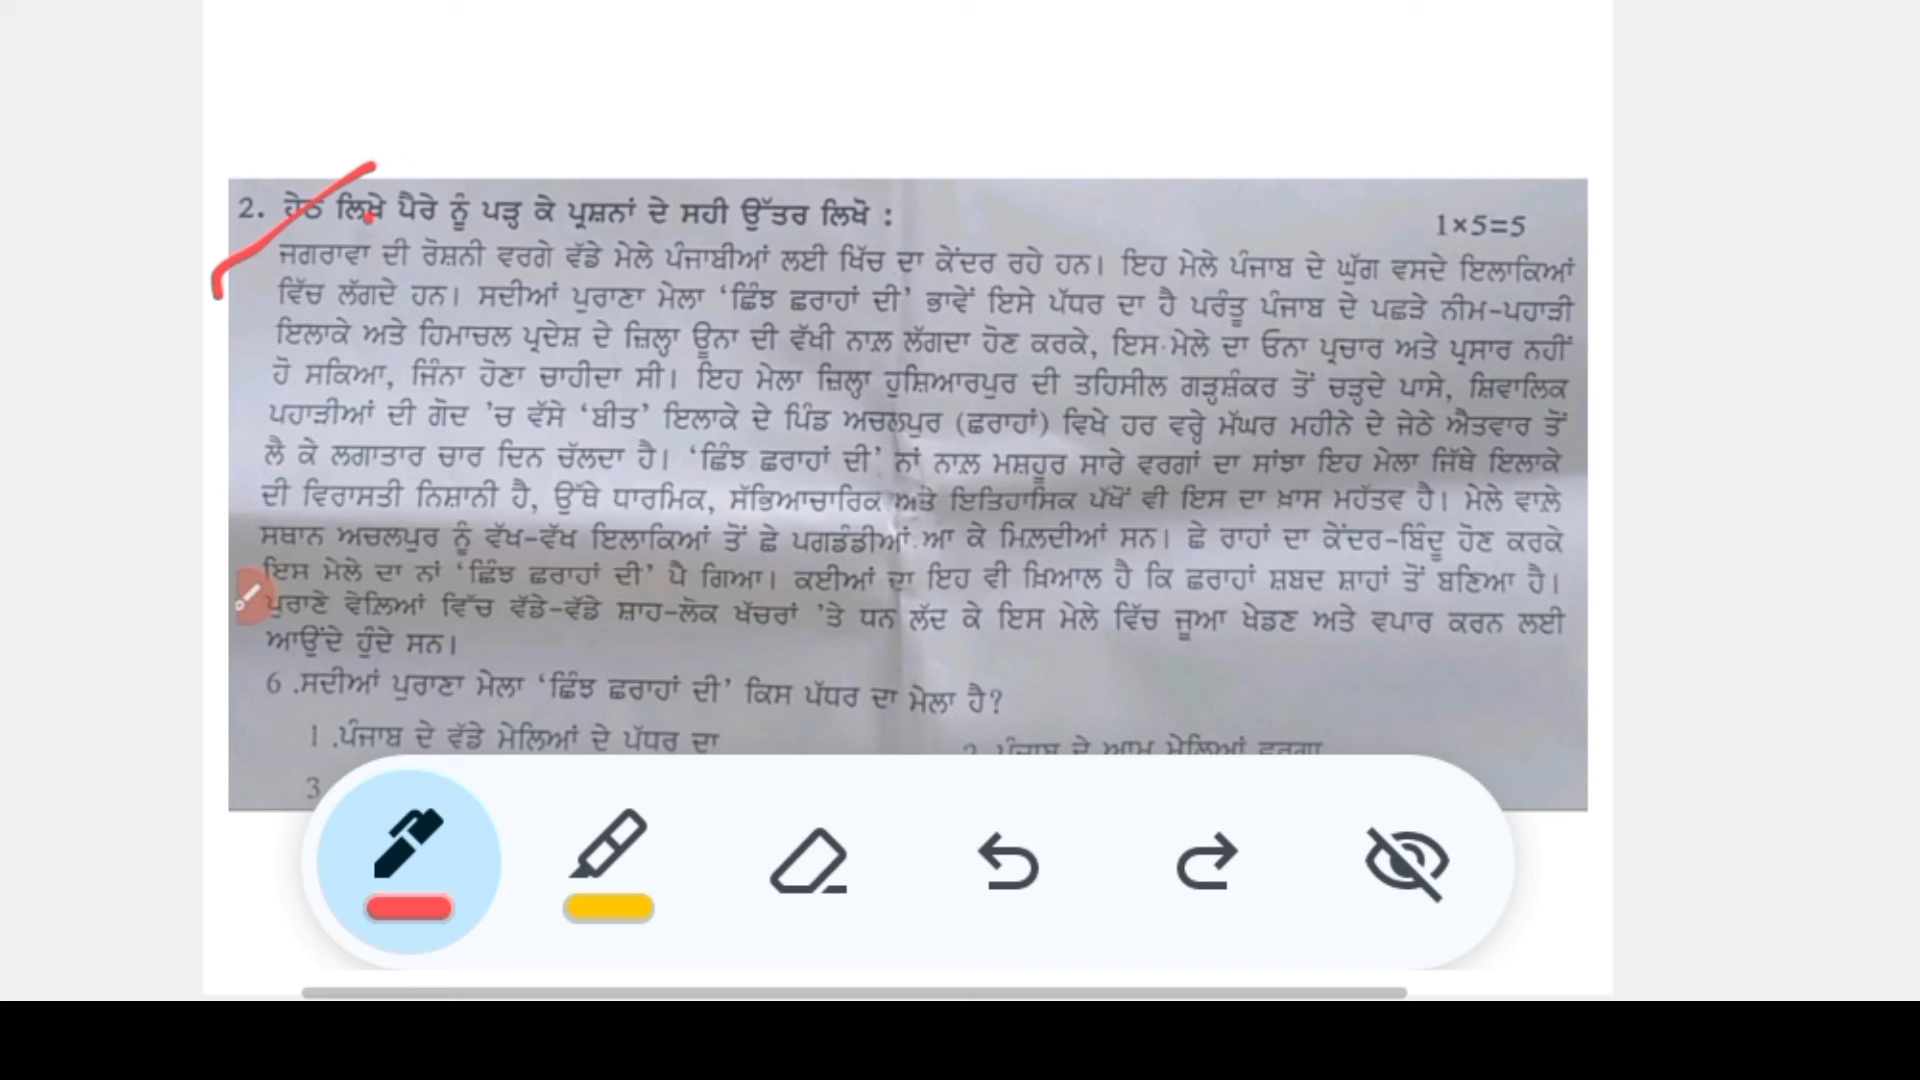 2. ਹੇਠ ਲਿਖੇ ਪੈਰੇ ਨੂੰ ਪੜ੍ਹ ਕੇ ਪ੍ਰਸ਼ਨਾਂ ਦੇ ਸਹੀ ਉੱਤਰ ਲਿਖੋ : 1×5=5
ਜਗਰਾਵਾ ਦੀ ਰੋਸ਼ਨੀ ਵਰਗੇ ਵੱਡੇ ਮੇਲੇ ਪੰਜਾਬੀਆਂ ਲਈ ਖਿੱਚ ਦਾ ਕੇਂਦਰ ਰਹੇ ਹਨ। ਇਹ ਮੇਲੇ ਪੰਜਾਬ ਦੇ ਘੁੱਗ ਵਸਦੇ ਇਲਾਕਿਆਂ
ਵਿੱਚ ਲੱਗਦੇ ਹਨ। ਸਦੀਆਂ ਪੁਰਾਣਾ ਮੇਲਾ ‘ਛਿੰਝ ਛਰਾਹਾਂ ਦੀ’ ਭਾਵੇਂ ਇਸੇ ਪੱਧਰ ਦਾ ਹੈ ਪਰੰਤੂ ਪੰਜਾਬ ਦੇ ਪਛੜੇ ਨੀਮ-ਪਹਾੜੀ
ਇਲਾਕੇ ਅਤੇ ਹਿਮਾਚਲ ਪ੍ਰਦੇਸ਼ ਦੇ ਜ਼ਿਲ੍ਹਾ ਊਨਾ ਦੀ ਵੱਖੀ ਨਾਲ਼ ਲੱਗਦਾ ਹੋਣ ਕਰਕੇ, ਇਸ ਮੇਲੇ ਦਾ ਓਨਾ ਪ੍ਰਚਾਰ ਅਤੇ ਪ੍ਰਸਾਰ ਨਹੀਂ
ਹੋ ਸਕਿਆ, ਜਿੰਨਾ ਹੋਣਾ ਚਾਹੀਦਾ ਸੀ। ਇਹ ਮੇਲਾ ਜ਼ਿਲ੍ਹਾ ਹੁਸ਼ਿਆਰਪੁਰ ਦੀ ਤਹਿਸੀਲ ਗੜ੍ਹਸ਼ੰਕਰ ਤੋਂ ਚੜ੍ਹਦੇ ਪਾਸੇ, ਸ਼ਿਵਾਲਿਕ
ਪਹਾੜੀਆਂ ਦੀ ਗੋਦ ’ਚ ਵੱਸੇ ‘ਬੀਤ’ ਇਲਾਕੇ ਦੇ ਪਿੰਡ ਅਚਲਪੁਰ (ਛਰਾਹਾਂ) ਵਿਖੇ ਹਰ ਵਰ੍ਹੇ ਮੱਘਰ ਮਹੀਨੇ ਦੇ ਜੇਠੇ ਐਤਵਾਰ ਤੋਂ
ਲੈ ਕੇ ਲਗਾਤਾਰ ਚਾਰ ਦਿਨ ਚੱਲਦਾ ਹੈ। ‘ਛਿੰਝ ਛਰਾਹਾਂ ਦੀ’ ਨਾਂ ਨਾਲ਼ ਮਸ਼ਹੂਰ ਸਾਰੇ ਵਰਗਾਂ ਦਾ ਸਾਂਝਾ ਇਹ ਮੇਲਾ ਜਿੱਥੇ ਇਲਾਕੇ
ਦੀ ਵਿਰਾਸਤੀ ਨਿਸ਼ਾਨੀ ਹੈ, ਉੱਥੇ ਧਾਰਮਿਕ, ਸੱਭਿਆਚਾਰਿਕ ਅਤੇ ਇਤਿਹਾਸਿਕ ਪੱਖੋਂ ਵੀ ਇਸ ਦਾ ਖ਼ਾਸ ਮਹੱਤਵ ਹੈ। ਮੇਲੇ ਵਾਲ਼ੇ
ਸਥਾਨ ਅਚਲਪੁਰ ਨੂੰ ਵੱਖ-ਵੱਖ ਇਲਾਕਿਆਂ ਤੋਂ ਛੇ ਪਗਡੰਡੀਆਂ ਆ ਕੇ ਮਿਲ਼ਦੀਆਂ ਸਨ। ਛੇ ਰਾਹਾਂ ਦਾ ਕੇਂਦਰ-ਬਿੰਦੂ ਹੋਣ ਕਰਕੇ
ਇਸ ਮੇਲੇ ਦਾ ਨਾਂ ‘ਛਿੰਝ ਛਰਾਹਾਂ ਦੀ’ ਪੈ ਗਿਆ। ਕਈਆਂ ਦਾ ਇਹ ਵੀ ਖ਼ਿਆਲ ਹੈ ਕਿ ਛਰਾਹਾਂ ਸ਼ਬਦ ਸ਼ਾਹਾਂ ਤੋਂ ਬਣਿਆ ਹੈ।
ਪੁਰਾਣੇ ਵੇਲ਼ਿਆਂ ਵਿੱਚ ਵੱਡੇ-ਵੱਡੇ ਸ਼ਾਹ-ਲੋਕ ਖੱਚਰਾਂ ’ਤੇ ਧਨ ਲੱਦ ਕੇ ਇਸ ਮੇਲੇ ਵਿੱਚ ਜੂਆ ਖੇਡਣ ਅਤੇ ਵਪਾਰ ਕਰਨ ਲਈ
ਆਉਂਦੇ ਹੁੰਦੇ ਸਨ।
6 .ਸਦੀਆਂ ਪੁਰਾਣਾ ਮੇਲਾ ‘ਛਿੰਝ ਛਰਾਹਾਂ ਦੀ’ ਕਿਸ ਪੱਧਰ ਦਾ ਮੇਲਾ ਹੈ?
1 .ਪੰਜਾਬ ਦੇ ਵੱਡੇ ਮੇਲਿਆਂ ਦੇ ਪੱਧਰ ਦਾ
2. ਪੰਜਾਬ ਦੇ ਆਮ ਮੇਲਿਆਂ ਵਰਗਾ
3